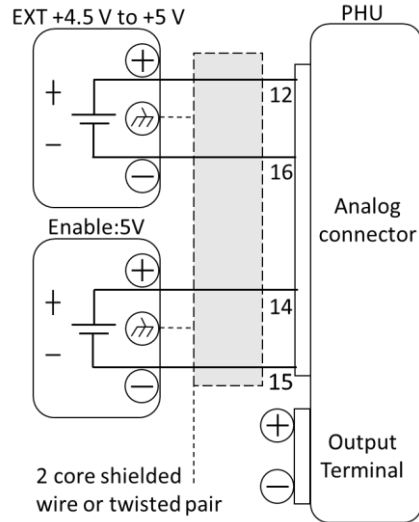 EXT +4.5 V to +5 V
PHU
+
+
12
−
16
−
Analog
connector
Enable:5V
+
+
14
−
15
−
+
Output
Terminal
−
2 core shielded
wire or twisted pair